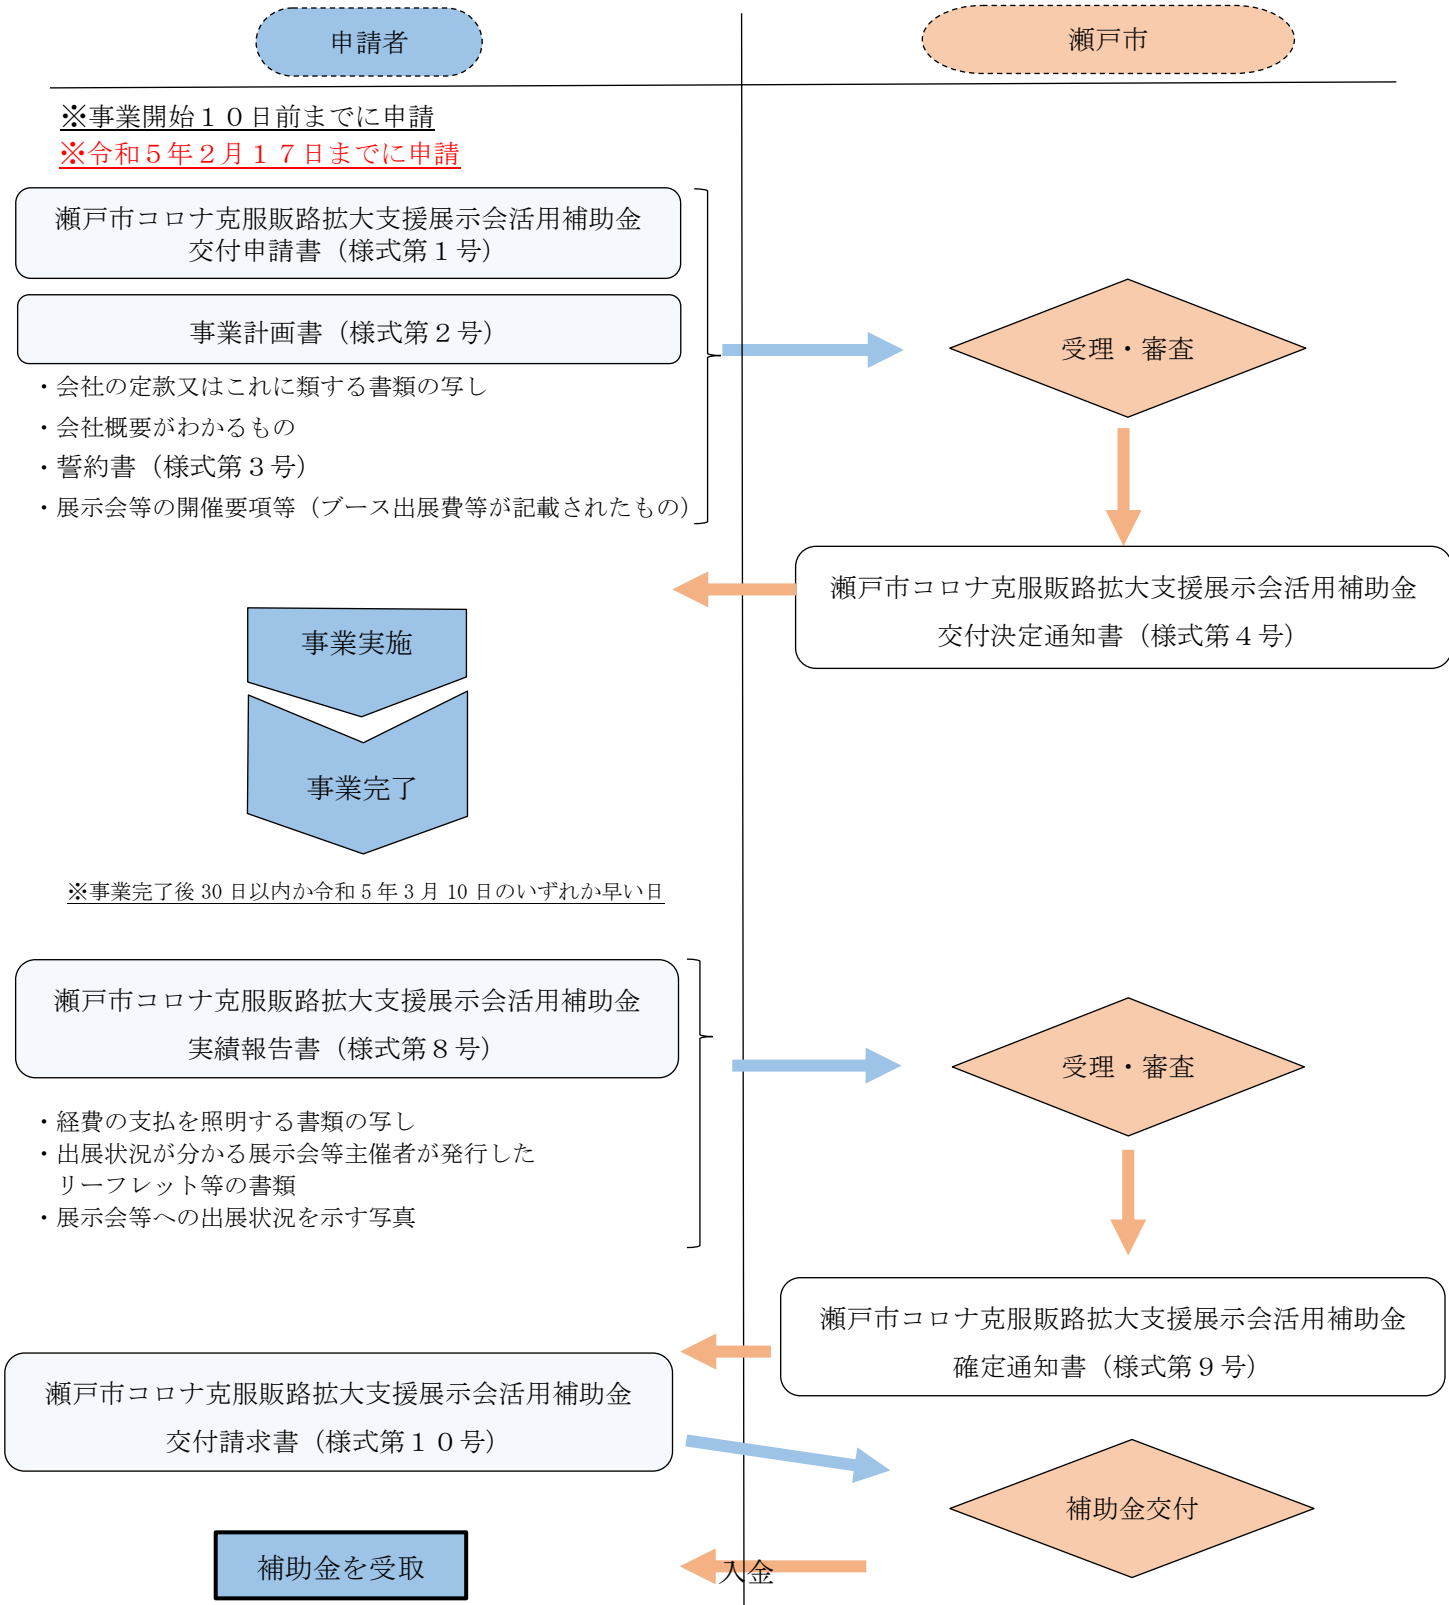 申請者
瀬戸市
※事業開始１０日前までに申請
※令和５年２月１７日までに申請
瀬戸市コロナ克服販路拡大支援展示会活用補助金
交付申請書（様式第１号）
事業計画書（様式第２号）
・会社の定款又はこれに類する書類の写し
・会社概要がわかるもの
・誓約書（様式第３号）
・展示会等の開催要項等（ブース出展費等が記載されたもの）
受理・審査
瀬戸市コロナ克服販路拡大支援展示会活用補助金
交付決定通知書（様式第４号）
事業実施
事業完了
※事業完了後 30 日以内か令和 5 年 3 月 10 日のいずれか早い日
瀬戸市コロナ克服販路拡大支援展示会活用補助金
実績報告書（様式第８号）
・経費の支払を照明する書類の写し
・出展状況が分かる展示会等主催者が発行した
リーフレット等の書類
・展示会等への出展状況を示す写真
受理・審査
瀬戸市コロナ克服販路拡大支援展示会活用補助金
確定通知書（様式第９号）
瀬戸市コロナ克服販路拡大支援展示会活用補助金
交付請求書（様式第１０号）
補助金交付
入金
補助金を受取